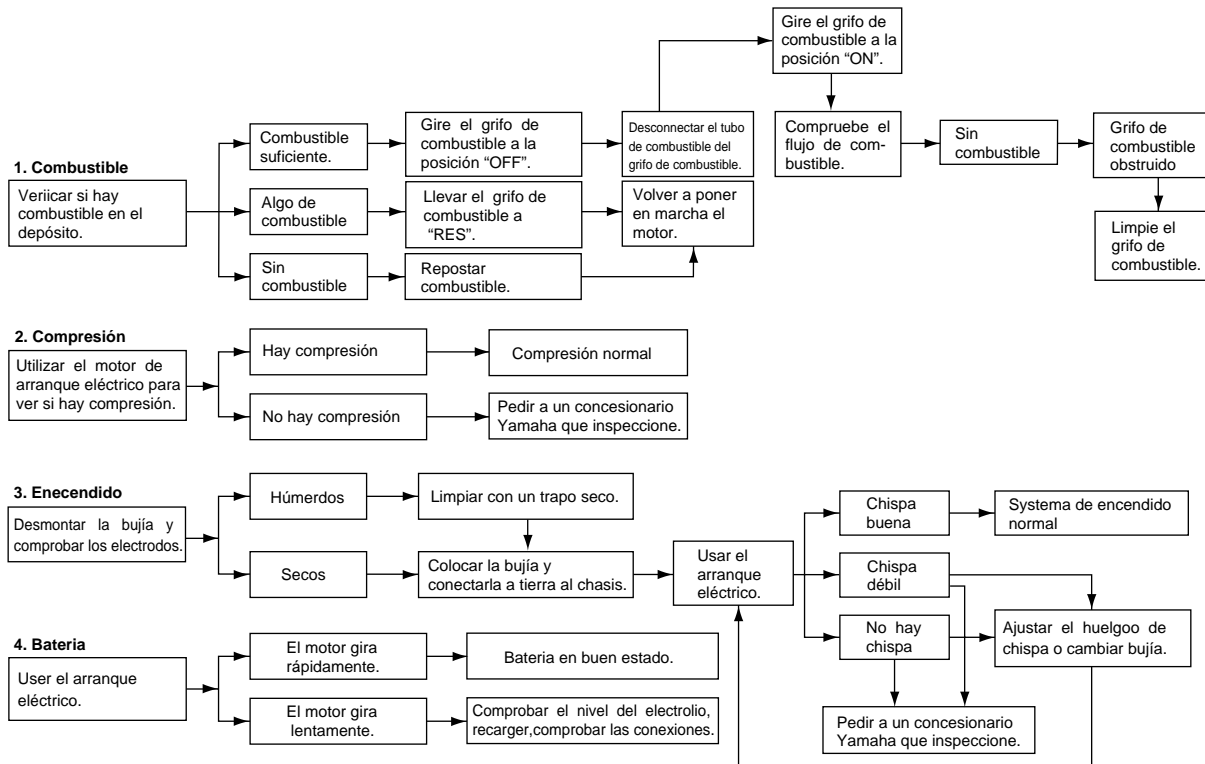 Gire el grifo de
combustible a la
posición “ON”.
Combustible
suficiente.
Gire el grifo de
combustible a la
posición “OFF”.
Desconnectar el tubo
de combustible del
grifo de combustible.
Compruebe el
flujo de com-
bustible.
Sin
combustible
Grifo de
combustible
obstruido
Limpie el
grifo de
combustible.
1. Combustible
Veriicar si hay
combustible en el
depósito.
Algo de
combustible
Llevar el grifo de
combustible a
“RES”.
Volver a poner
en marcha el
motor.
Sin
combustible
Repostar
combustible.
2. Compresión
Utilizar el motor de
arranque eléctrico para
ver si hay compresión.
Hay compresión
Compresión normal
No hay compresión
Pedir a un concesionario
Yamaha que inspeccione.
3. Enecendido
Desmontar la bujía y
comprobar los electrodos.
Húmerdos
Limpiar con un trapo seco.
Secos
Colocar la bujía y
conectarla a tierra al chasis.
Usar el
arranque
eléctrico.
Chispa
buena
Systema de encendido
normal
Chispa
débil
No hay
chispa
Ajustar el huelgoo de
chispa o cambiar bujía.
Pedir a un concesionario
Yamaha que inspeccione.
4. Bateria
User el arranque
eléctrico.
El motor gira
rápidamente.
Bateria en buen estado.
El motor gira
lentamente.
Comprobar el nivel del electrolio,
recarger,comprobar las conexiones.